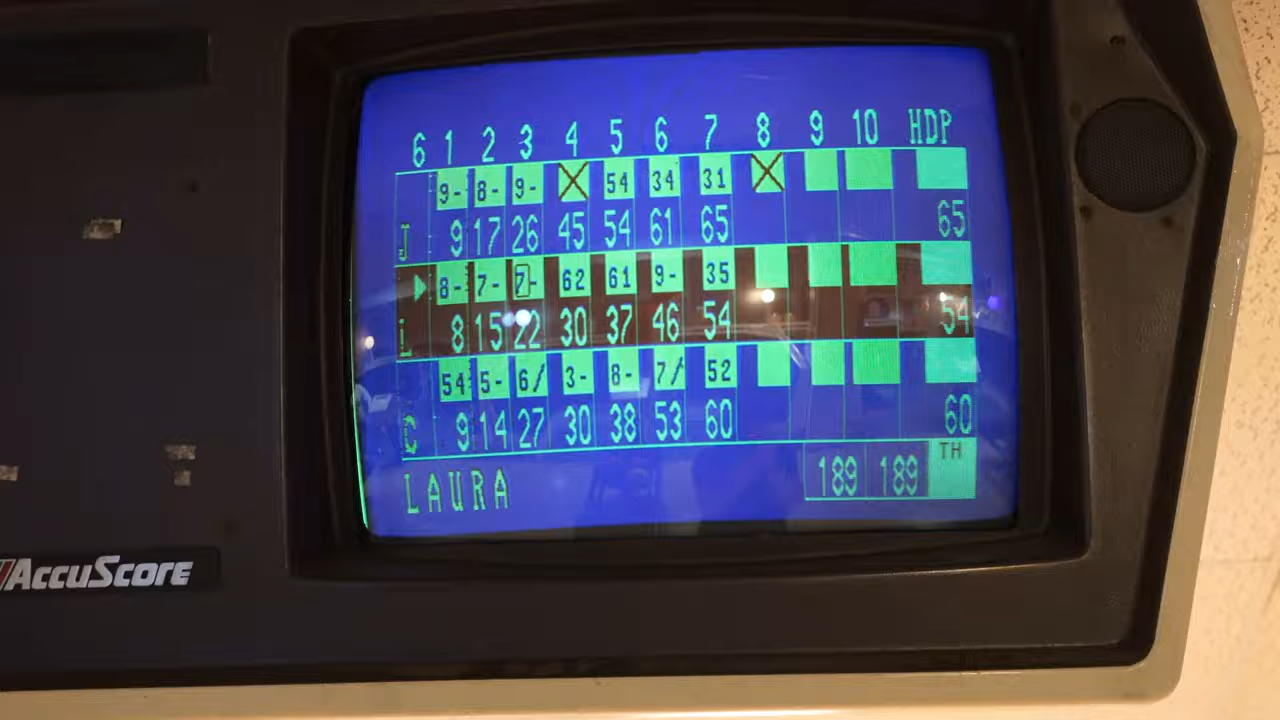 6 1 2 3 4 5 6 7 8 9 10 HDP
9- 8- 9- X 54 34 31 X
J 9 17 26 45 54 61 65 65
8- 7- 7- 62 61 9- 35
L 8 15 22 30 37 46 54 54
54 5- 6/ 3- 8- 7/ 52
C 9 14 27 30 38 53 60 60
LAURA 189 189 TH
AccuScore